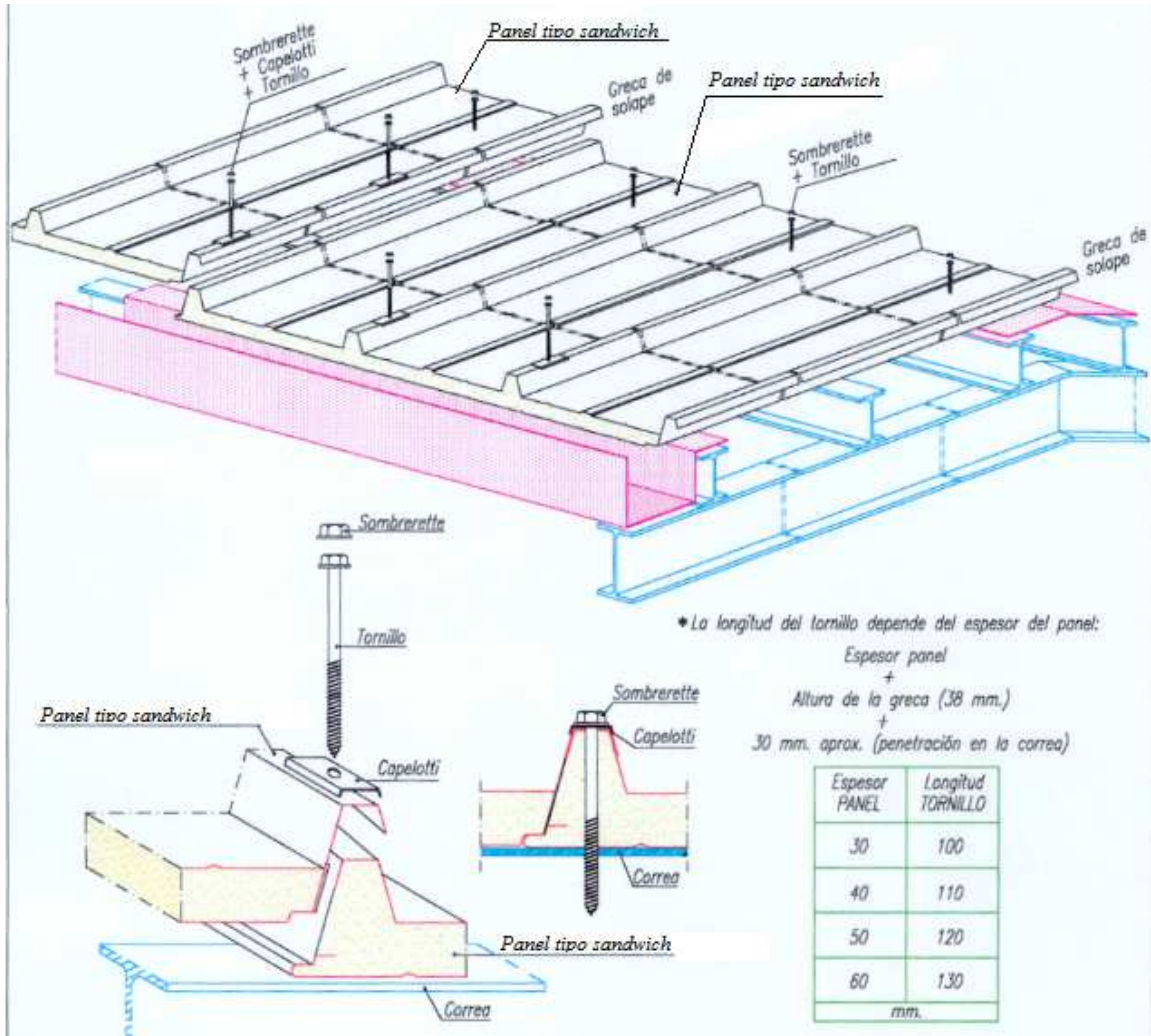 Panel tipo sandwich
Sombrerette
+ Capelotti
+ Tornillo
Greca de
solape
Panel tipo sandwich
Sombrerette
+ Tornillo
Greca de
solape
Sombrerette
Tornillo
Panel tipo sandwich
Capelotti
Sombrerette
Capelotti
Correa
Panel tipo sandwich
Correa
* La longitud del tornillo depende del espesor del panel:
Espesor panel
+
Altura de la greca (38 mm.)
+
30 mm. aprox. (penetración en la correa)
Espesor PANEL Longitud TORNILLO
30 100
40 110
50 120
60 130
mm.